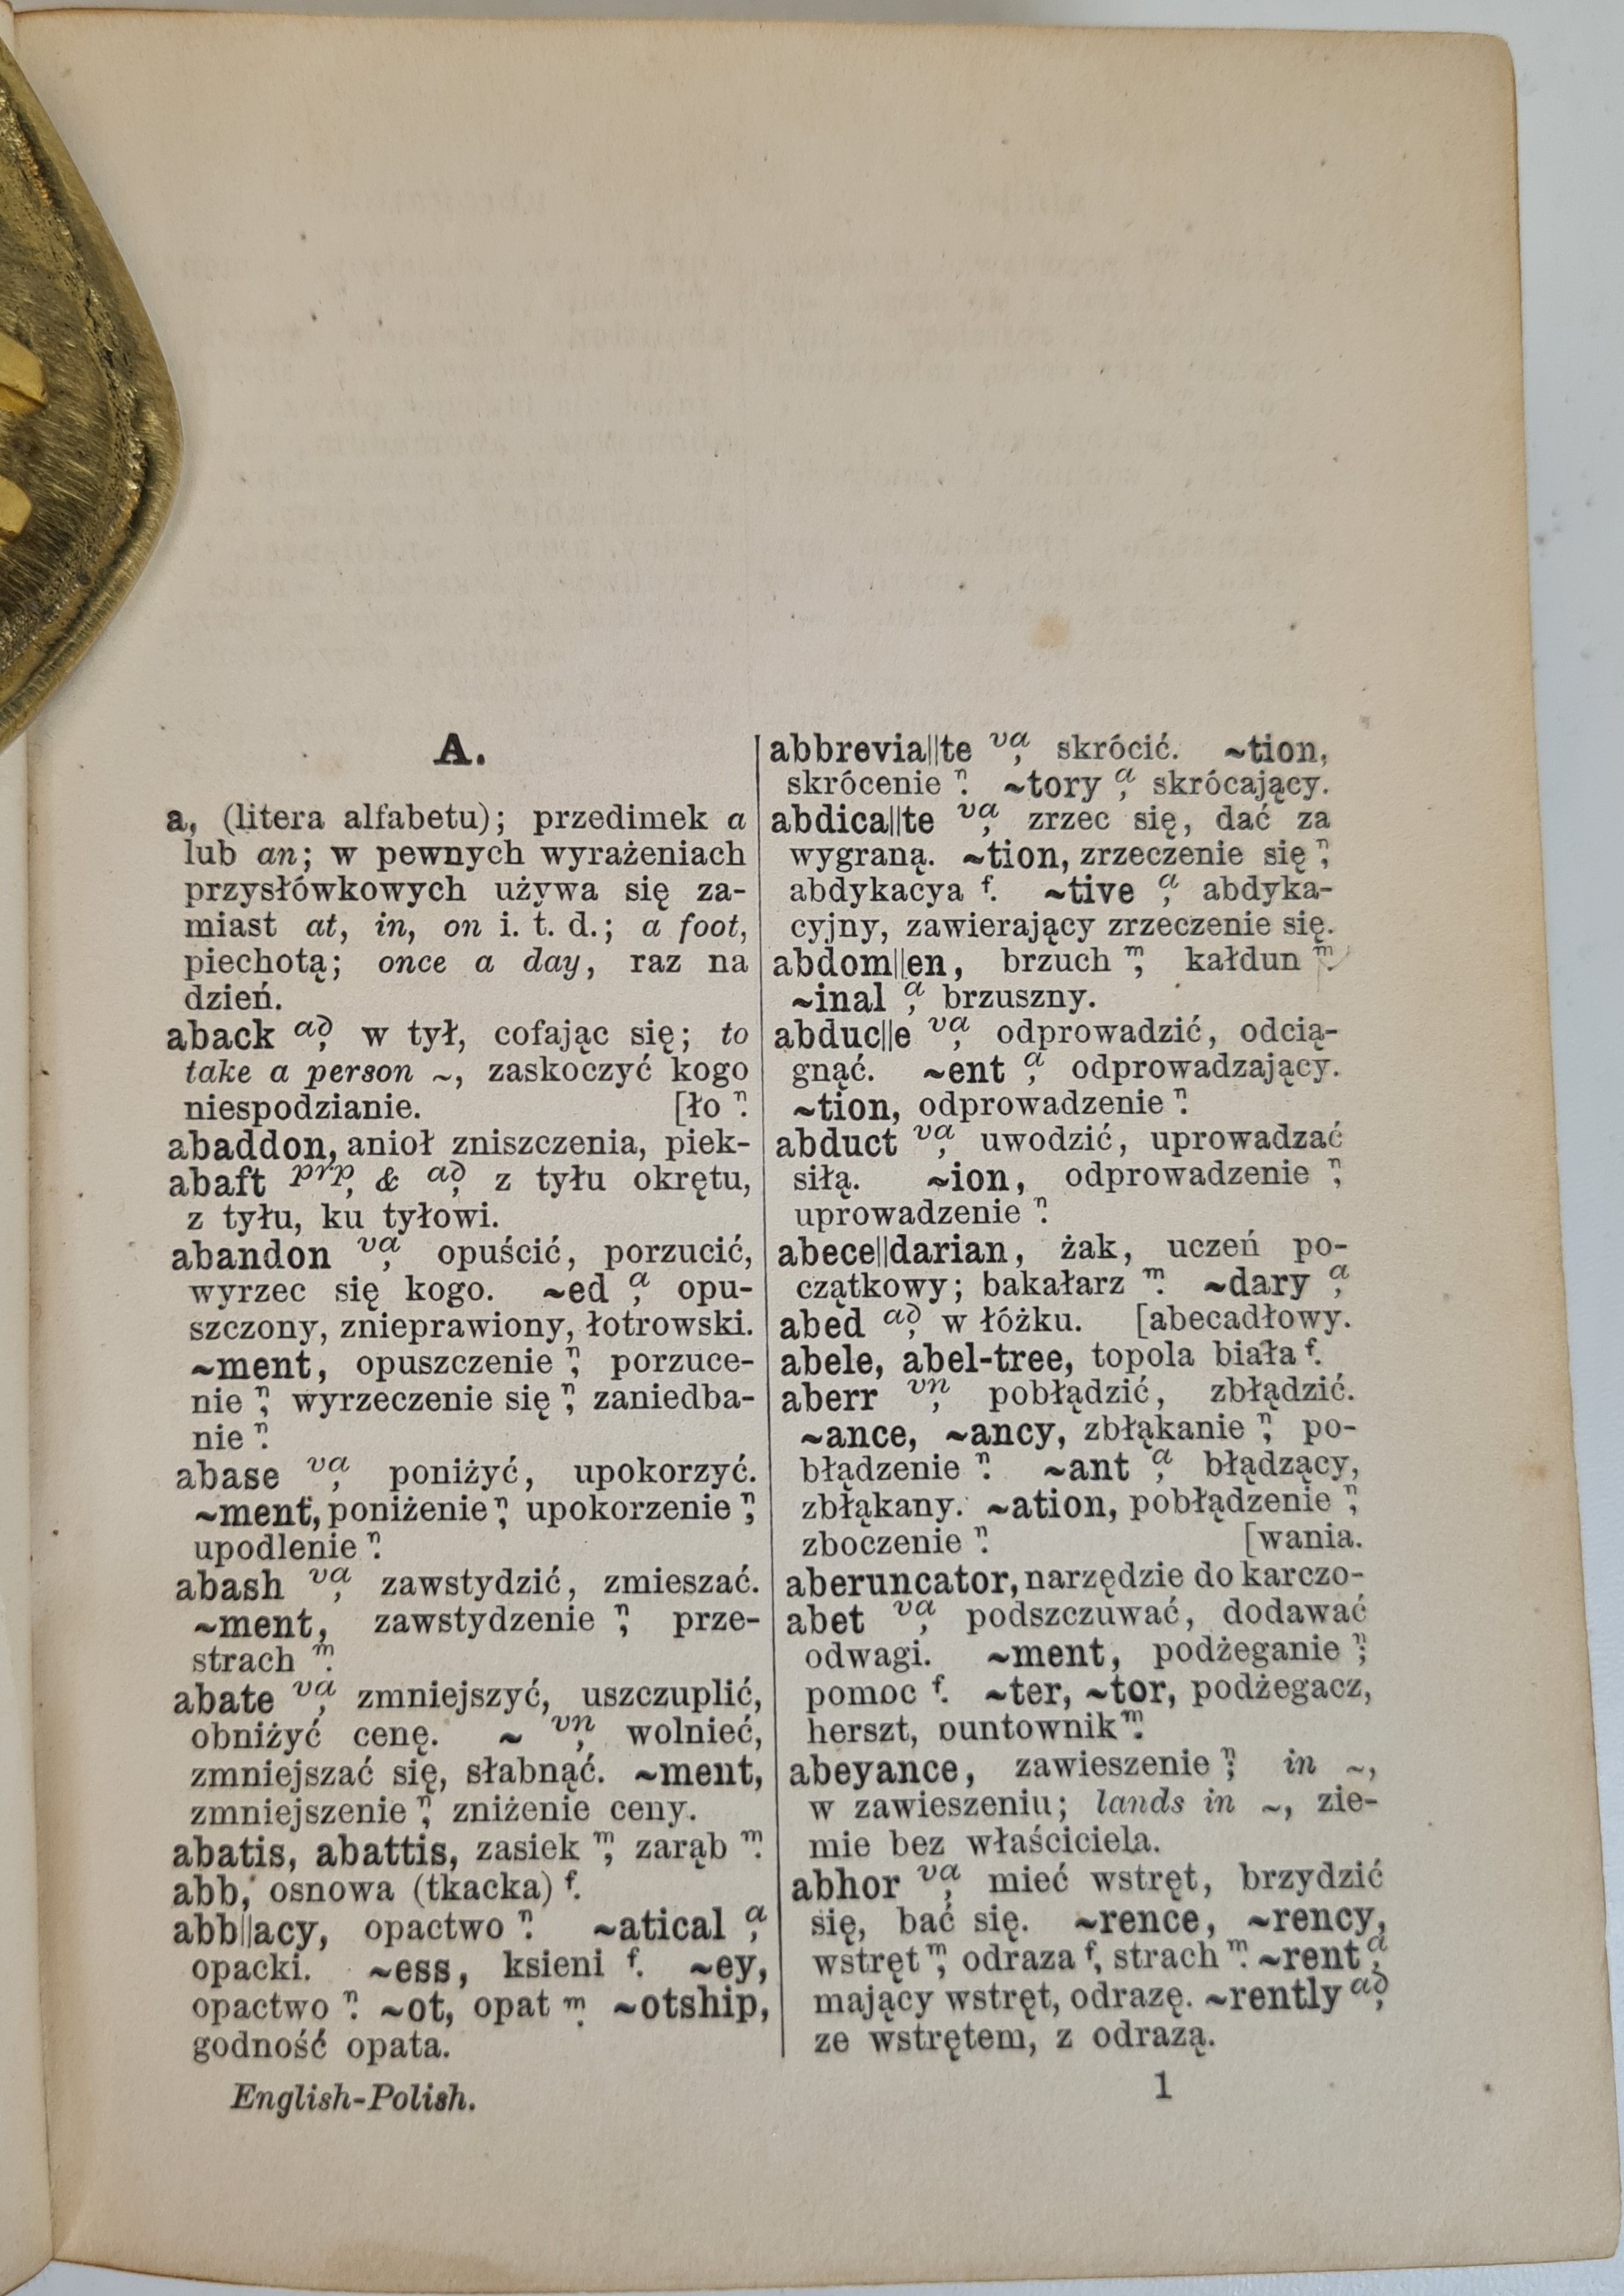 A.
a, (litera alfabetu); przedimek a
lub an; w pewnych wyrażeniach
przysłówkowych używa się za-
miast at, in, on i. t. d.; a foot,
piechotą; once a day, raz na
dzień.
aback ad, w tył, cofając się; to
take a person ~, zaskoczyć kogo
niespodzianie. [ło n.
abaddon, anioł zniszczenia, piek-
abaft prp, & ad, z tyłu okrętu,
z tyłu, ku tyłowi.
abandon va, opuścić, porzucić,
wyrzec się kogo. ~ed a, opu-
szczony, znieprawiony, łotrowski.
~ment, opuszczenie n, porzuce-
nie n, wyrzeczenie się n, zaniedba-
nie n.
abase va, poniżyć, upokorzyć.
~ment, poniżenie n, upokorzenie n,
upodlenie n.
abash va, zawstydzić, zmieszać.
~ment, zawstydzenie n, prze-
strach m.
abate va, zmniejszyć, uszczuplić,
obniżyć cenę. ~ vn, wolnieć,
zmniejszać się, słabnąć. ~ment,
zmniejszenie n, zniżenie ceny.
abatis, abattis, zasiek m, zarąb m.
abb, osnowa (tkacka) f.
abb||acy, opactwo n. ~atical a,
opacki. ~ess, ksieni f. ~ey,
opactwo n. ~ot, opat m. ~otship,
godność opata.
English-Polish.
abbrevia||te va, skrócić. ~tion,
skrócenie n. ~tory a, skrócający.
abdica||te va, zrzec się, dać za
wygraną. ~tion, zrzeczenie się n,
abdykacya f. ~tive a, abdyka-
cyjny, zawierający zrzeczenie się.
abdom||en, brzuch m, kałdun m.
~inal a, brzuszny.
abduc||e va, odprowadzić, odcią-
gnąć. ~ent a, odprowadzający.
~tion, odprowadzenie n.
abduct va, uwodzić, uprowadzać
siłą. ~ion, odprowadzenie n,
uprowadzenie n.
abece||darian, żak, uczeń po-
czątkowy; bakałarz m. ~dary a,
abed ad, w łóżku. [abecadłowy.
abele, abel-tree, topola biała f.
aberr vn, pobłądzić, zbłądzić.
~ance, ~ancy, zbłąkanie n, po-
błądzenie n. ~ant a, błądzący,
zbłąkany. ~ation, pobłądzenie n,
zboczenie n. [wania.
aberuncator, narzędzie do karczo-
abet va, podszczuwać, dodawać
odwagi. ~ment, podżeganie n;
pomoc f. ~ter, ~tor, podżegacz,
herszt, buntownik m.
abeyance, zawieszenie n; in ~,
w zawieszeniu; lands in ~, zie-
mie bez właściciela.
abhor va, mieć wstręt, brzydzić
się, bać się. ~rence, ~rency,
wstręt m, odraza f, strach m. ~rent a,
mający wstręt, odrazę. ~rently ad,
ze wstrętem, z odrazą.
1